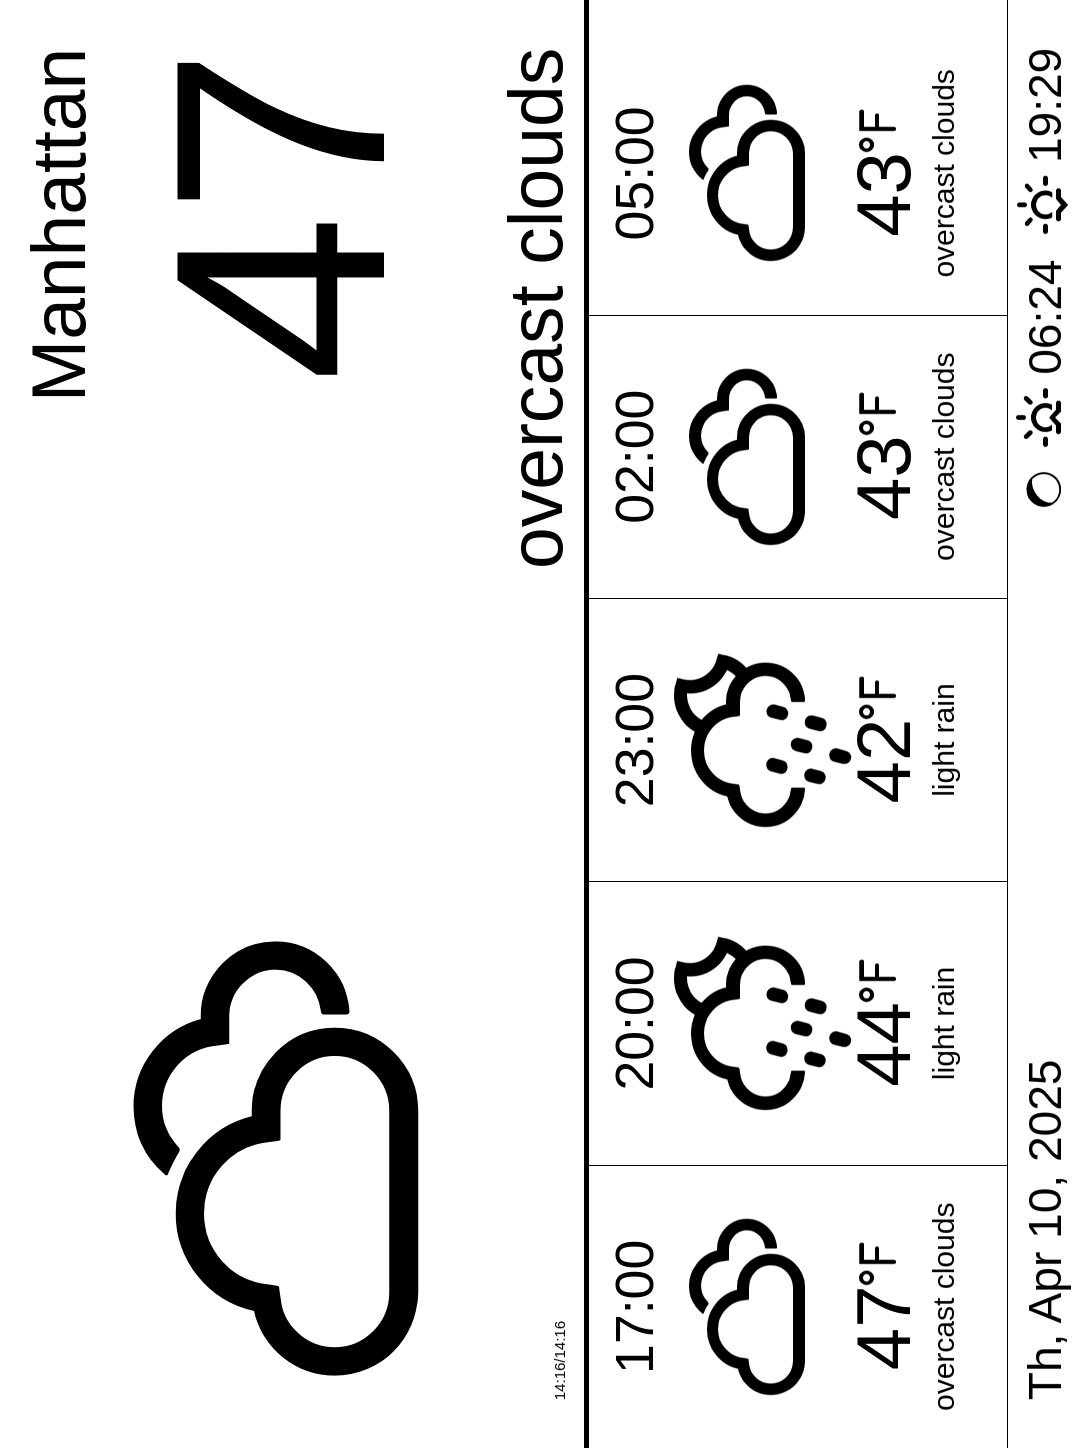 Manhattan
47
overcast clouds
14:16/14:16
17:00
47°F
overcast clouds
20:00
44°F
light rain
23:00
42°F
light rain
02:00
43°F
overcast clouds
05:00
43°F
overcast clouds
Th, Apr 10, 2025
06:24
19:29